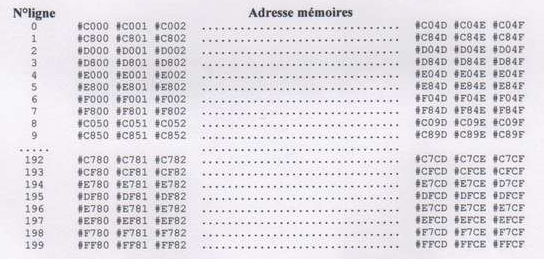 N°ligne Adresse mémoires
0 #C000 #C001 #C002 .............................. #C04D #C04E #C04F
1 #C800 #C801 #C802 .............................. #C84D #C84E #C84F
2 #D000 #D001 #D002 .............................. #D04D #D04E #D04F
3 #D800 #D801 #D802 .............................. #D84D #D84E #D84F
4 #E000 #E001 #E002 .............................. #E04D #E04E #E04F
5 #E800 #E801 #E802 .............................. #E84D #E84E #E84F
6 #F000 #F001 #F002 .............................. #F04D #F04E #F04F
7 #F800 #F801 #F802 .............................. #F84D #F84E #F84F
8 #C050 #C051 #C052 .............................. #C09D #C09E #C09F
9 #C850 #C851 #C852 .............................. #C89D #C89E #C89F
..... ..............................
192 #C780 #C781 #C782 .............................. #C7CD #C7CE #C7CF
193 #CF80 #CF81 #CF82 .............................. #CFCD #CFCE #CFCF
194 #E780 #E781 #E782 .............................. #E7CD #E7CE #D7CF
195 #DF80 #DF81 #DF82 .............................. #DFCD #DFCE #DFCF
196 #E780 #E781 #E782 .............................. #E7CD #E7CE #E7CF
197 #EF80 #EF81 #EF82 .............................. #EFCD #EFCE #EFCF
198 #F780 #F781 #F782 .............................. #F7CD #F7CE #F7CF
199 #FF80 #FF81 #FF82 .............................. #FFCD #FFCE #FFCF